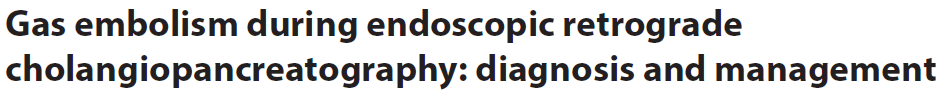 Gas embolism during endoscopic retrograde
cholangiopancreatography: diagnosis and management